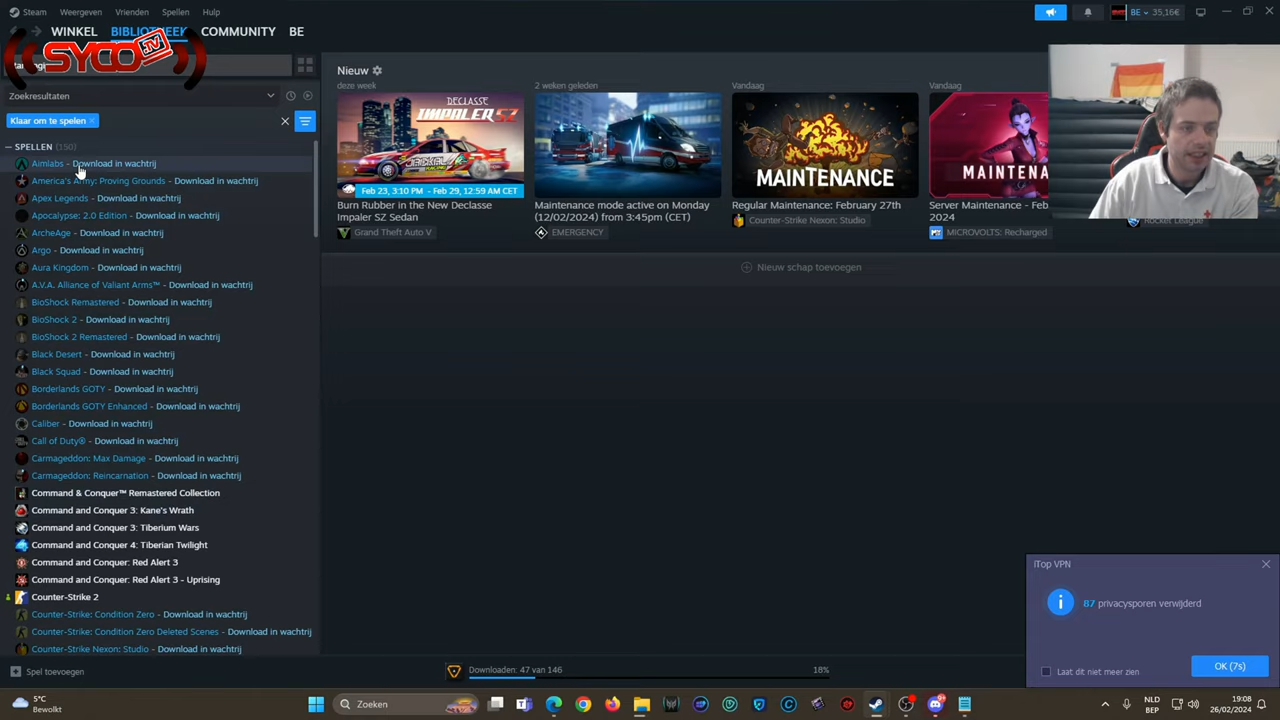 Steam Weergeven Vrienden Spellen Hulp
BE 35,16€
WINKEL BIBLIOTHEEK COMMUNITY BE
SYCO TV
Zoekresultaten
Klaar om te spelen
SPELLEN (150)
Aimlabs - Download in wachtrij
America's Army: Proving Grounds - Download in wachtrij
Apex Legends - Download in wachtrij
Apocalypse: 2.0 Edition - Download in wachtrij
ArcheAge - Download in wachtrij
Argo - Download in wachtrij
Aura Kingdom - Download in wachtrij
A.V.A. Alliance of Valiant Arms™ - Download in wachtrij
BioShock Remastered - Download in wachtrij
BioShock 2 - Download in wachtrij
BioShock 2 Remastered - Download in wachtrij
Black Desert - Download in wachtrij
Black Squad - Download in wachtrij
Borderlands GOTY - Download in wachtrij
Borderlands GOTY Enhanced - Download in wachtrij
Caliber - Download in wachtrij
Call of Duty® - Download in wachtrij
Carmageddon: Max Damage - Download in wachtrij
Carmageddon: Reincarnation - Download in wachtrij
Command & Conquer™ Remastered Collection
Command and Conquer 3: Kane's Wrath
Command and Conquer 3: Tiberium Wars
Command and Conquer 4: Tiberian Twilight
Command and Conquer: Red Alert 3
Command and Conquer: Red Alert 3 - Uprising
Counter-Strike 2
Counter-Strike: Condition Zero - Download in wachtrij
Counter-Strike: Condition Zero Deleted Scenes - Download in wachtrij
Counter-Strike Nexon: Studio - Download in wachtrij
Spel toevoegen
Nieuw
deze week
DECLASSE
IMPALER SZ
Feb 23, 3:10 PM - Feb 29, 12:59 AM CET
Burn Rubber in the New Declasse
Impaler SZ Sedan
Grand Theft Auto V
2 weken geleden
Maintenance mode active on Monday
(12/02/2024) from 3:45pm (CET)
EMERGENCY
Vandaag
MAINTENANCE
Regular Maintenance: February 27th
Counter-Strike Nexon: Studio
Vandaag
SERVER
MAINTEN
Server Maintenance - Feb
2024
MICROVOLTS: Recharged
Rocket League
Nieuw schap toevoegen
iTop VPN
87 privacysporen verwijderd
Laat dit niet meer zien
OK (7s)
Downloaden: 47 van 146
18%
5°C
Bewolkt
Zoeken
NLD
BEP
19:08
26/02/2024